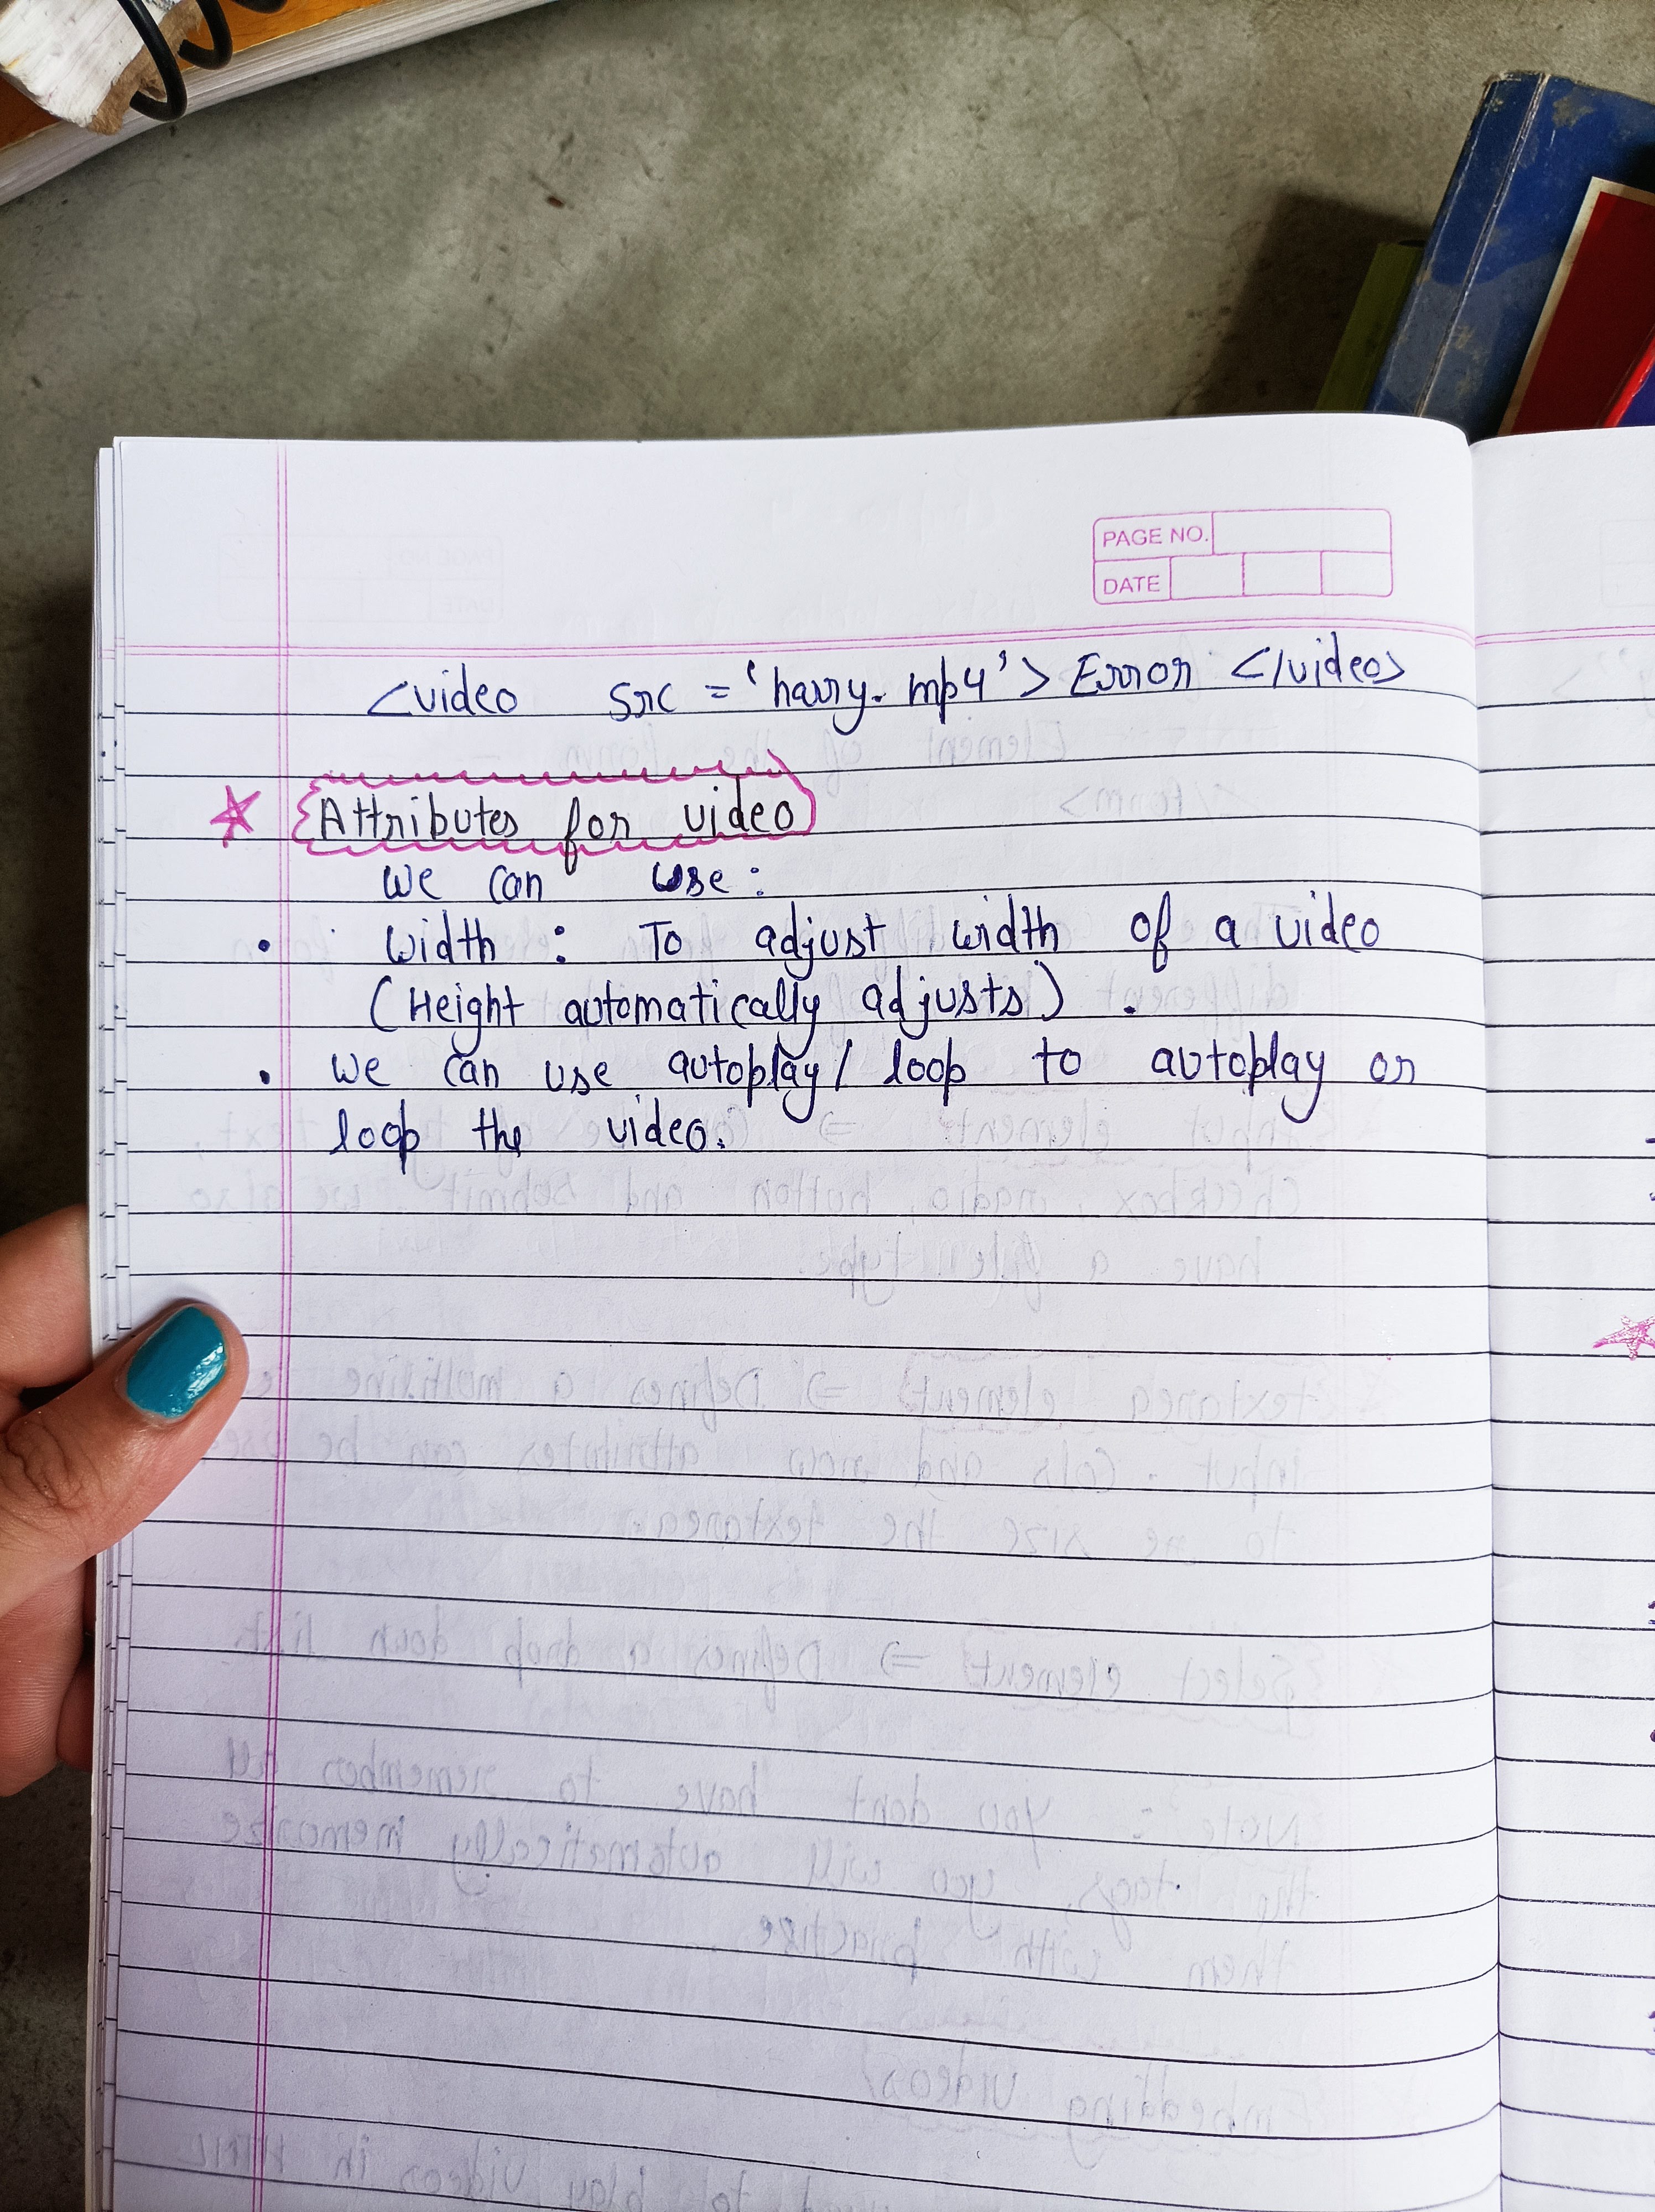 PAGE NO.
DATE
<video src = 'harry.mp4'> Error </video>
Attributes for video
we can use:
• width : To adjust width of a video
(Height automatically adjusts).
• we can use autoplay/ loop to autoplay or
loop the video.